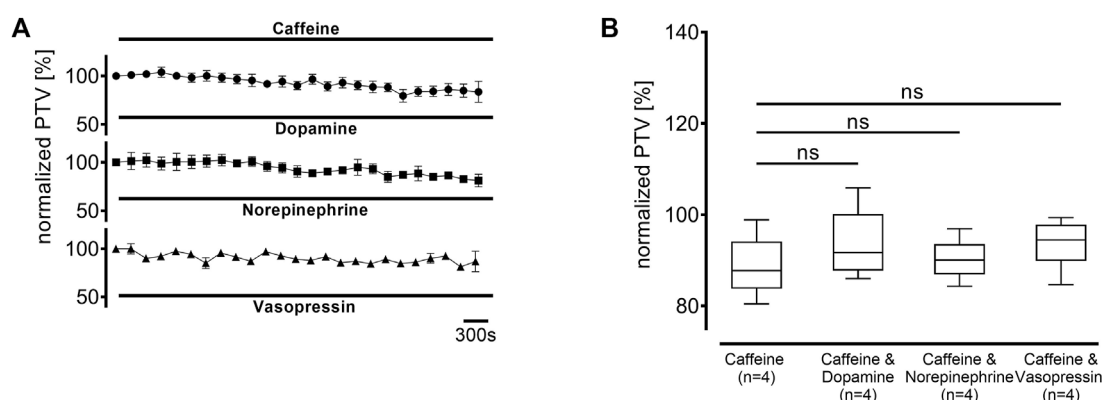 A
Caffeine
normalized PTV [%]
100
50
Dopamine
100
50
Norepinephrine
100
50
Vasopressin
300s
B
normalized PTV [%]
140
120
100
80
ns
ns
ns
Caffeine
(n=4)
Caffeine &
Dopamine
(n=4)
Caffeine &
Norepinephrine
(n=4)
Caffeine &
Vasopressin
(n=4)